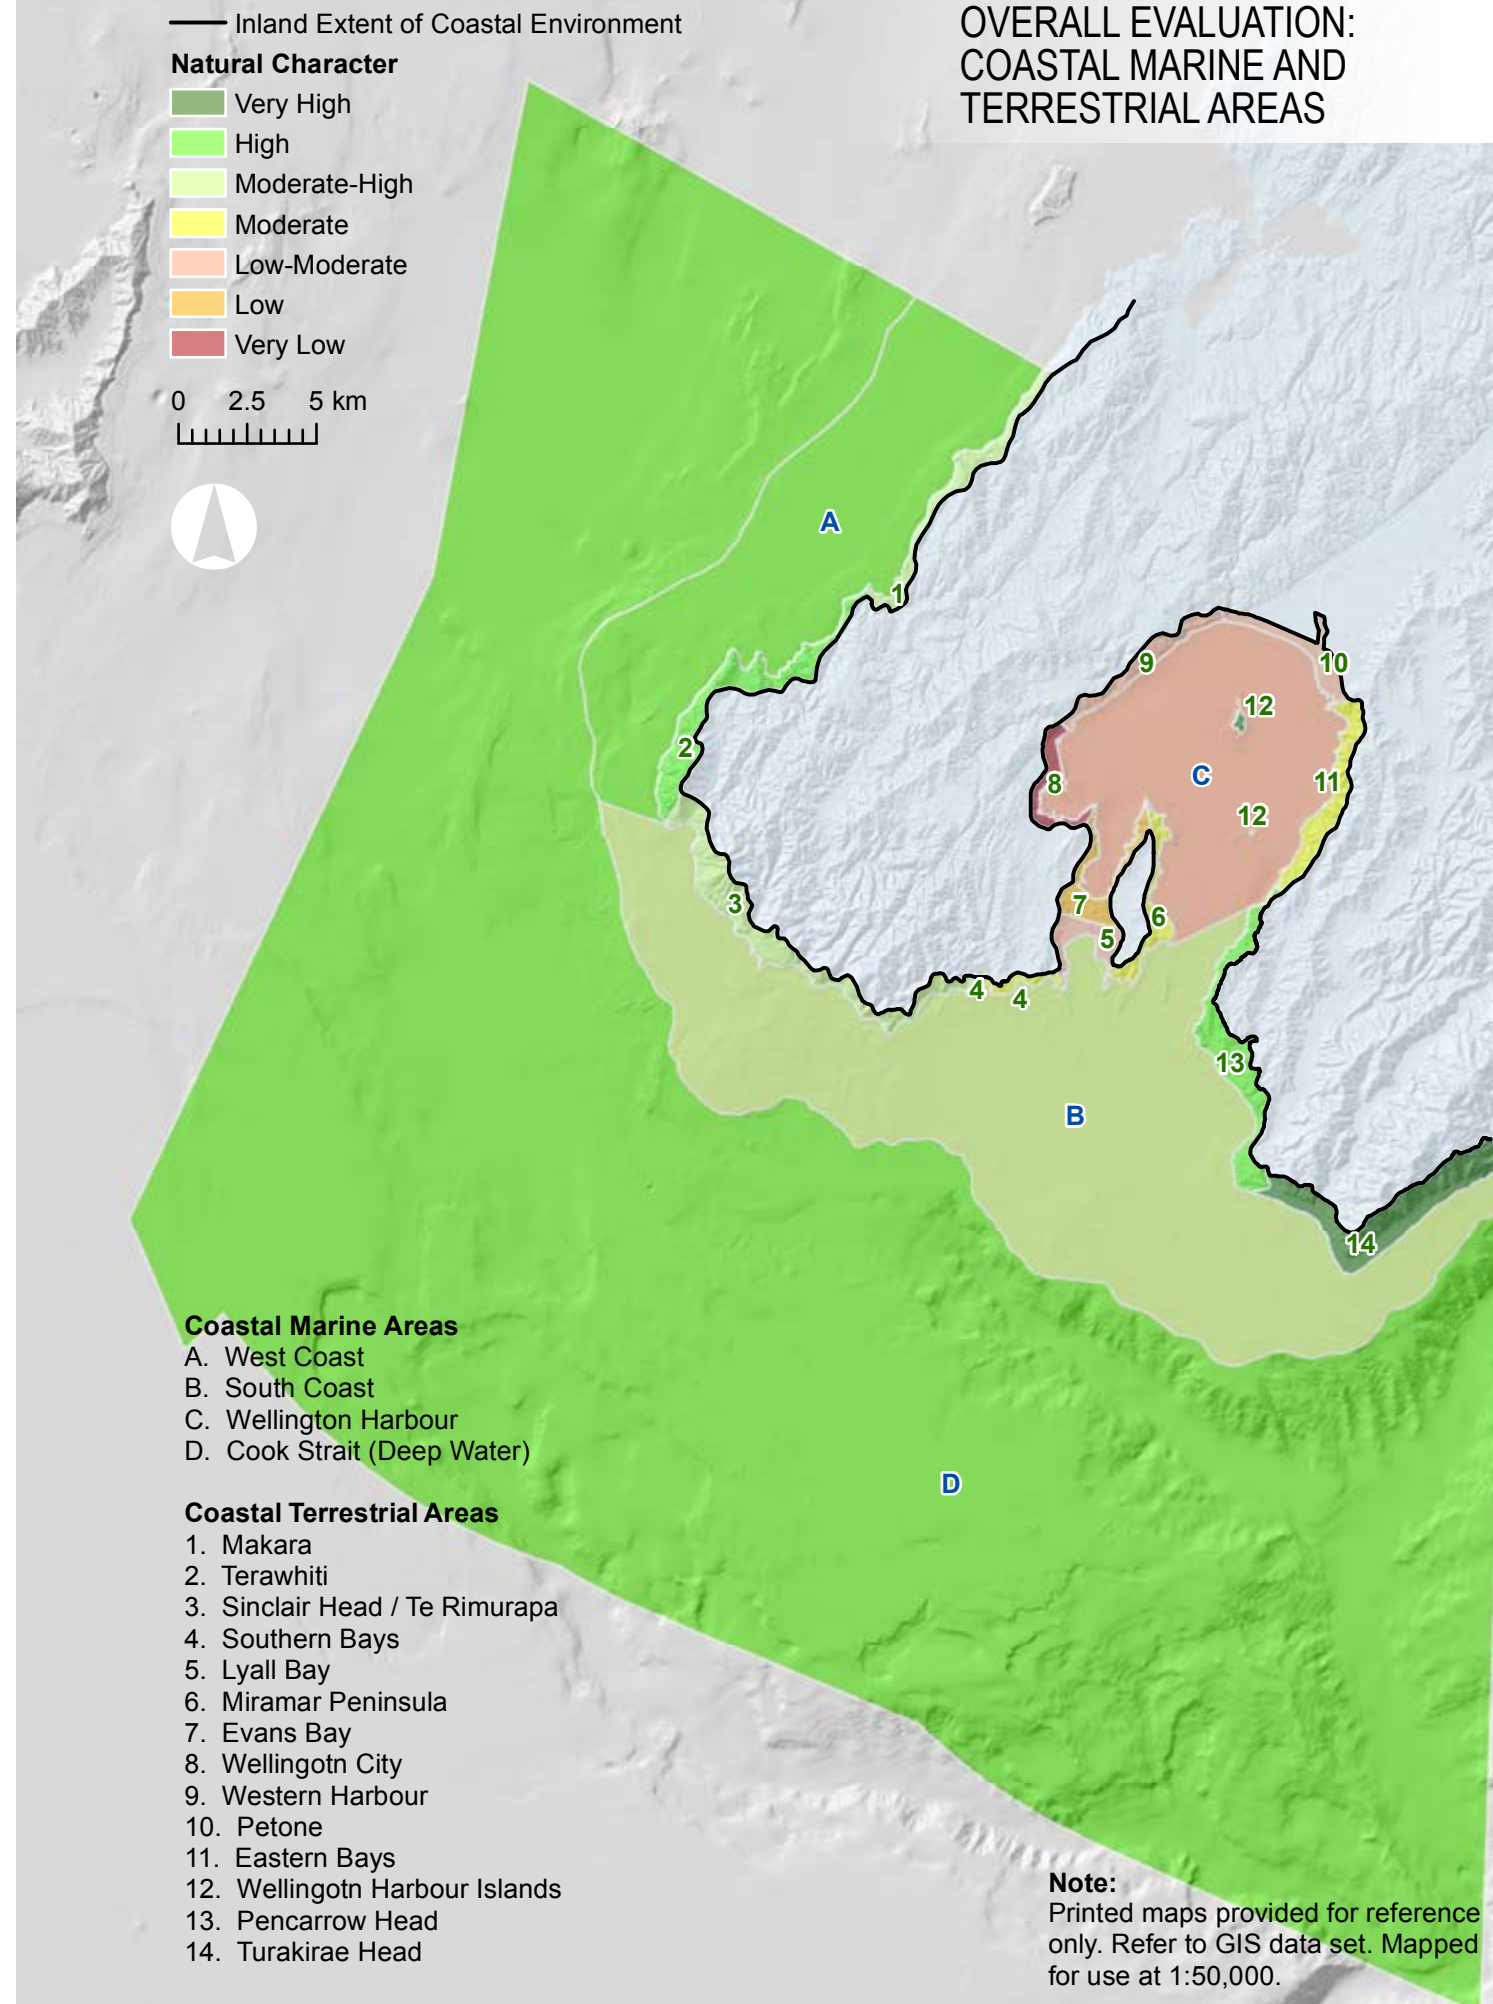 Inland Extent of Coastal Environment
Natural Character
Very High
High
Moderate-High
Moderate
Low-Moderate
Low
Very Low
0 2.5 5 km
OVERALL EVALUATION:
COASTAL MARINE AND
TERRESTRIAL AREAS
A
1
2
3
4
4
5
6
7
8
9
10
11
12
12
C
13
14
B
D
Coastal Marine Areas
A. West Coast
B. South Coast
C. Wellington Harbour
D. Cook Strait (Deep Water)
Coastal Terrestrial Areas
1. Makara
2. Terawhiti
3. Sinclair Head / Te Rimurapa
4. Southern Bays
5. Lyall Bay
6. Miramar Peninsula
7. Evans Bay
8. Wellingotn City
9. Western Harbour
10. Petone
11. Eastern Bays
12. Wellingotn Harbour Islands
13. Pencarrow Head
14. Turakirae Head
Note:
Printed maps provided for reference
only. Refer to GIS data set. Mapped
for use at 1:50,000.